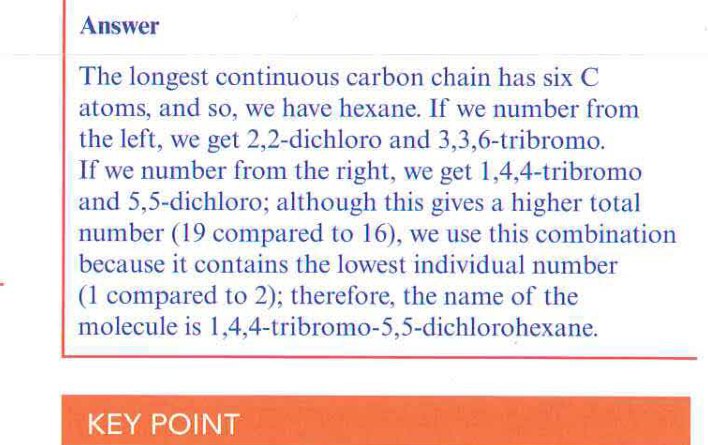 Answer
The longest continuous carbon chain has six C
atoms, and so, we have hexane. If we number from
the left, we get 2,2-dichloro and 3,3,6-tribromo.
If we number from the right, we get 1,4,4-tribromo
and 5,5-dichloro; although this gives a higher total
number (19 compared to 16), we use this combination
because it contains the lowest individual number
(1 compared to 2); therefore, the name of the
molecule is 1,4,4-tribromo-5,5-dichlorohexane.
KEY POINT